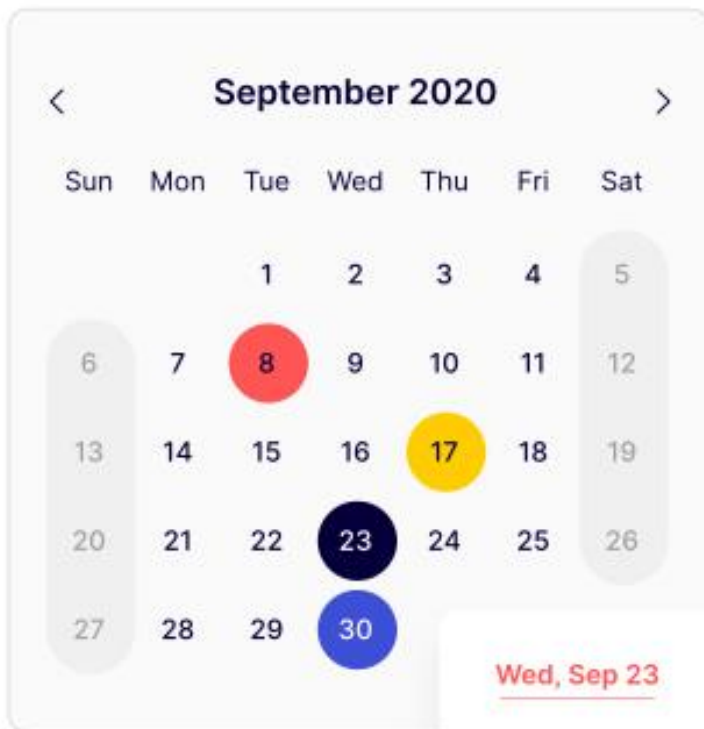 September 2020
Sun Mon Tue Wed Thu Fri Sat
1 2 3 4 5
6 7 8 9 10 11 12
13 14 15 16 17 18 19
20 21 22 23 24 25 26
27 28 29 30
Wed, Sep 23